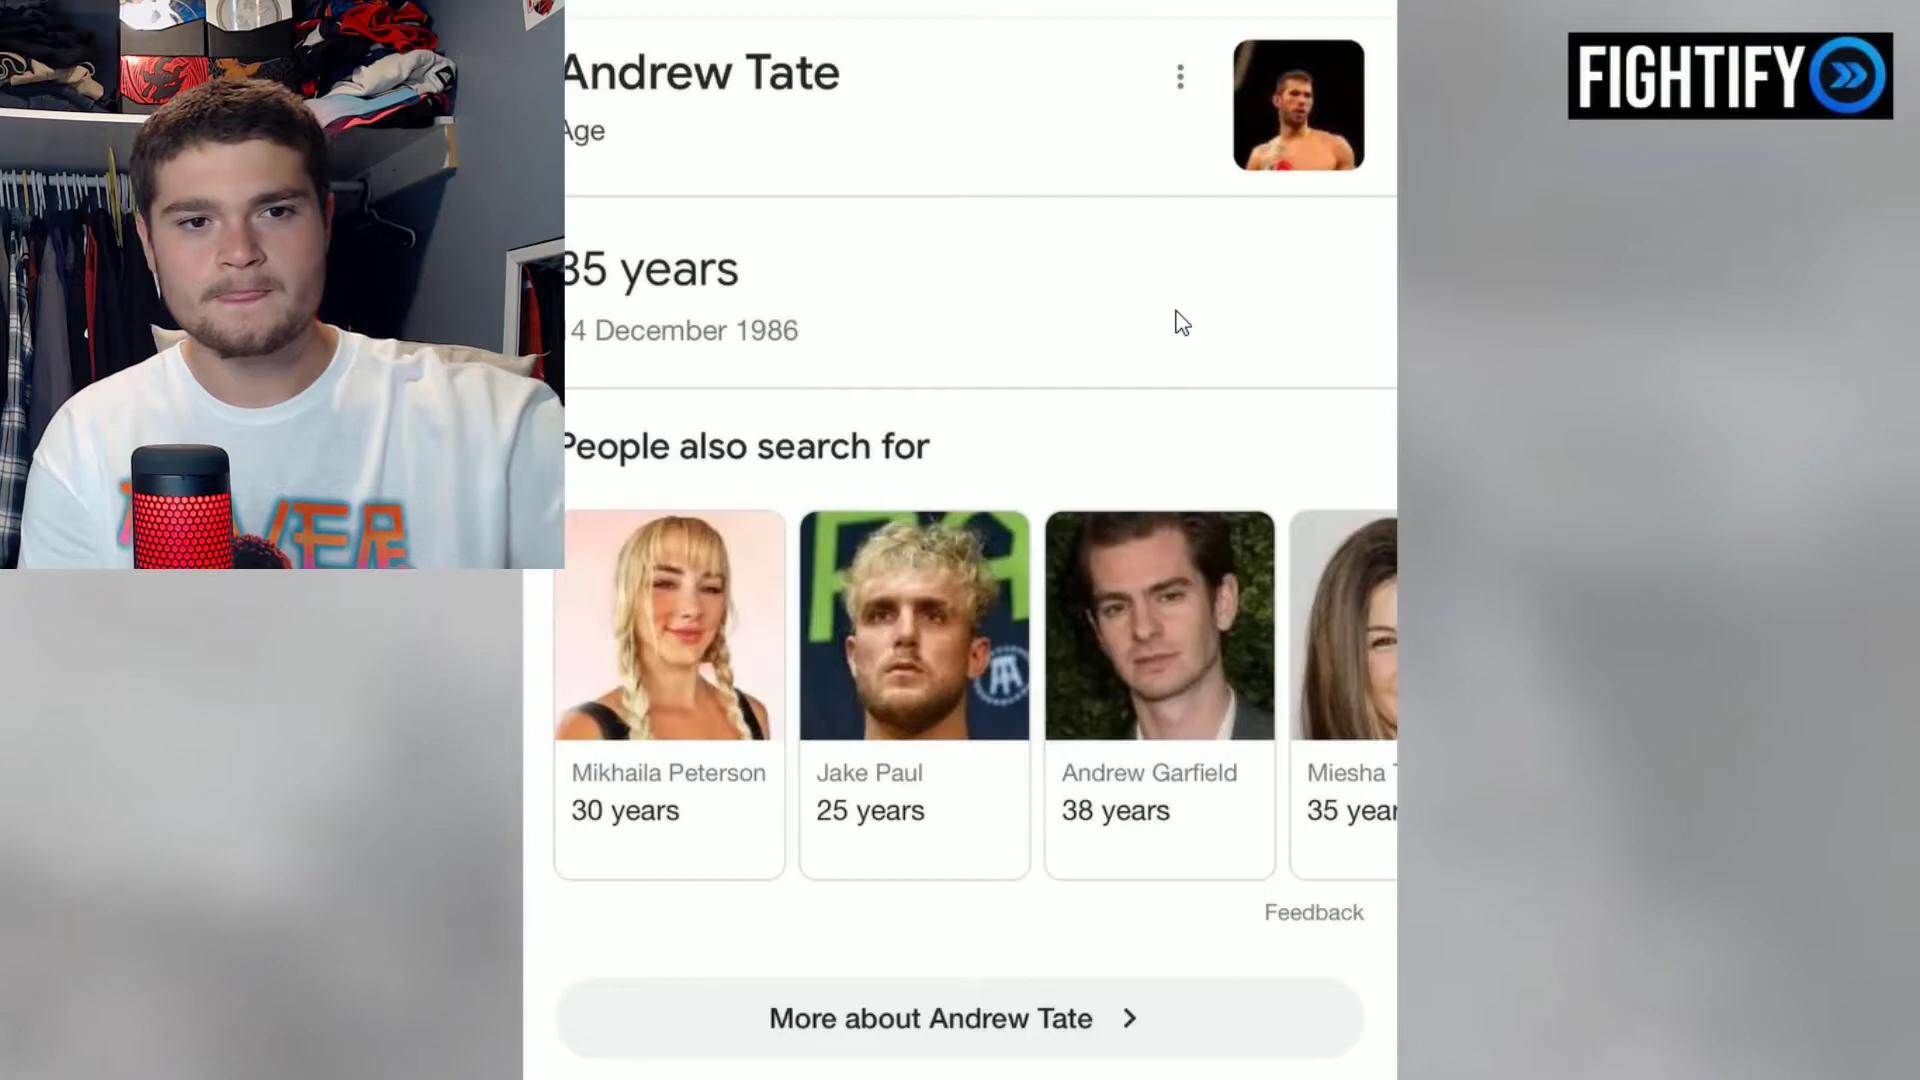 FIGHTIFY
Andrew Tate
Age
35 years
14 December 1986
People also search for
Mikhaila Peterson
30 years
Jake Paul
25 years
Andrew Garfield
38 years
Miesha T
35 year
Feedback
More about Andrew Tate